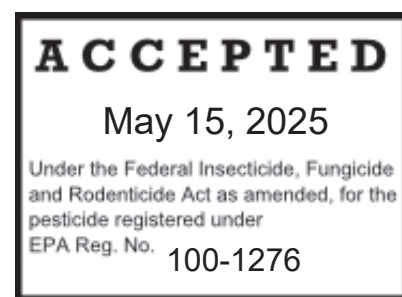 ACCEPTED
May 15, 2025
Under the Federal Insecticide, Fungicide
and Rodenticide Act as amended, for the
pesticide registered under
EPA Reg. No. 100-1276